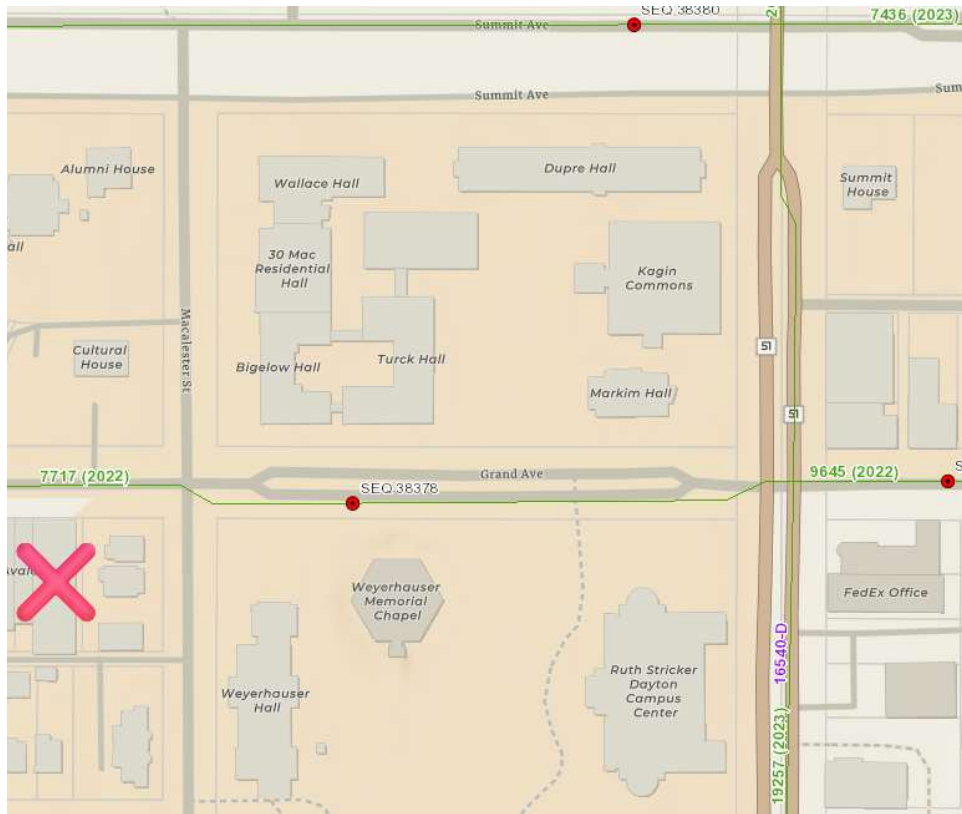 SEQ 38380
7436 (2023)
Summit Ave
Summit Ave
Sum
Alumni House
Wallace Hall
Dupre Hall
Summit
House
all
30 Mac
Residential
Hall
Kagin
Commons
Macalester St
Cultural
House
Bigelow Hall
Turck Hall
51
Markim Hall
51
7717 (2022)
Grand Ave
9645 (2022)
S
SEQ 38378
Weyerhauser
Memorial
Chapel
FedEx Office
Weyerhauser
Hall
Ruth Stricker
Dayton
Campus
Center
16540-D
19257 (2023)